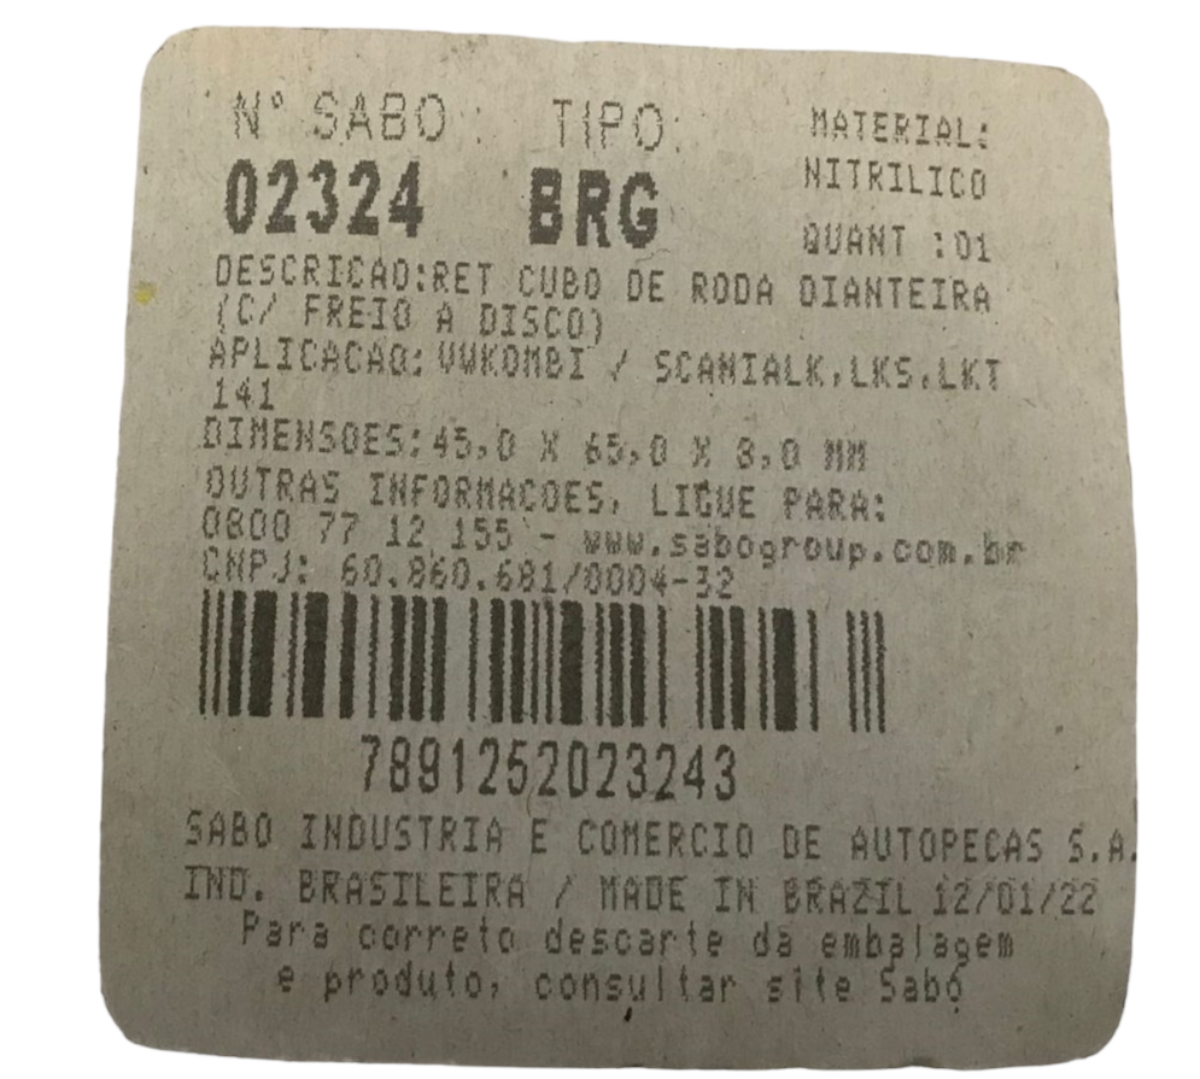 Nº SABO : TIPO: MATERIAL:
02324 BRG NITRILICO
QUANT :01
DESCRICAO:RET CUBO DE RODA DIANTEIRA
(C/ FREIO A DISCO)
APLICACAO: VWKOMBI / SCANIALK,LKS,LKT
141
DIMENSOES:45,0 X 65,0 X 8,0 MM
OUTRAS INFORMACOES, LIGUE PARA:
0800 77 12 155 - www.sabogroup.com.br
CNPJ: 60.860.681/0004-32
7891252023243
SABO INDUSTRIA E COMERCIO DE AUTOPECAS S.A.
IND. BRASILEIRA / MADE IN BRAZIL 12/01/22
Para correto descarte da embalagem
e produto, consultar site Sabó